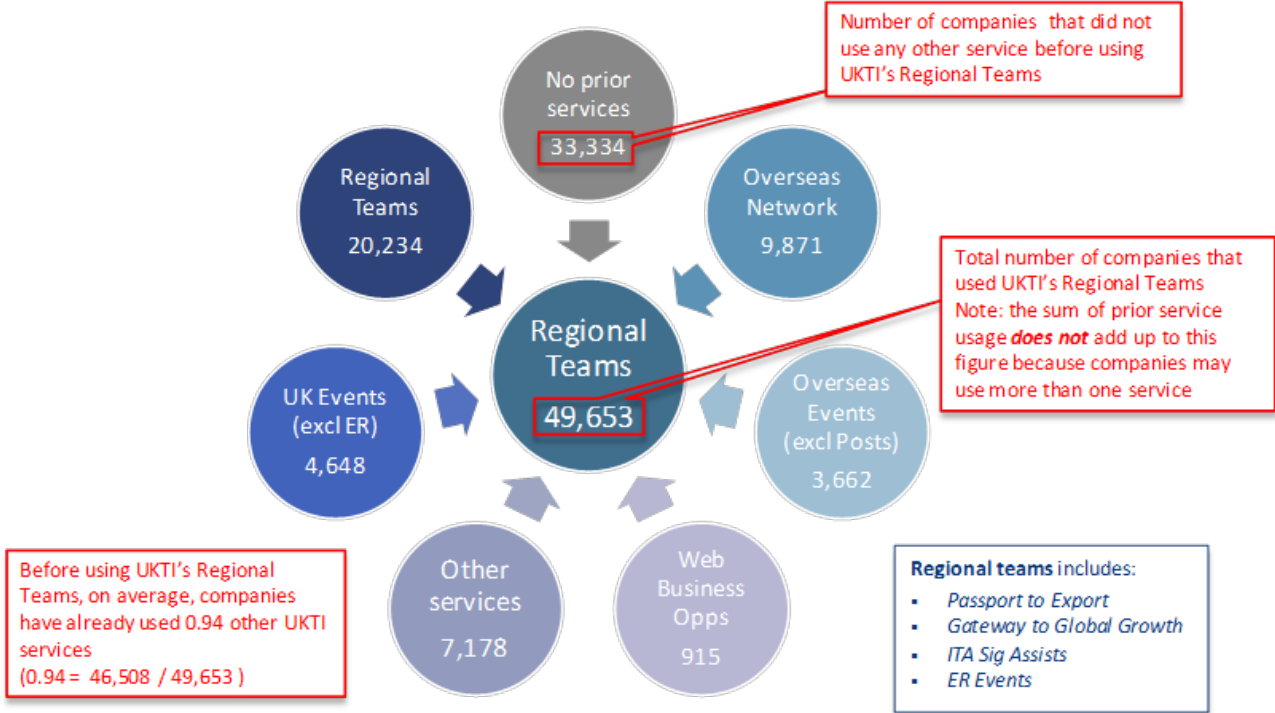 Number of companies that did not
use any other service before using
UKTI's Regional Teams
No prior
services
33,334
Regional
Teams
20,234
Overseas
Network
9,871
Total number of companies that
used UKTI's Regional Teams
Note: the sum of prior service
usage does not add up to this
figure because companies may
use more than one service
Regional
Teams
49,653
UK Events
(excl ER)
4,648
Overseas
Events
(excl Posts)
3,662
Other
services
7,178
Web
Business
Opps
915
Before using UKTI's Regional
Teams, on average, companies
have already used 0.94 other UKTI
services
(0.94 = 46,508 / 49,653 )
Regional teams includes:
▪ Passport to Export
▪ Gateway to Global Growth
▪ ITA Sig Assists
▪ ER Events